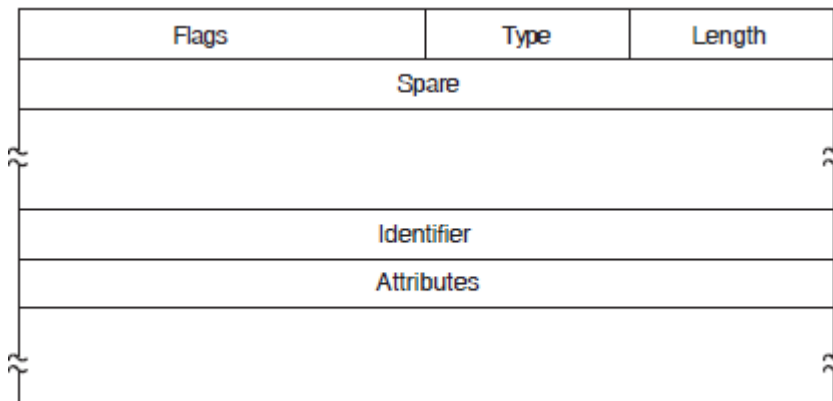 Flags Type Length
Spare
Identifier
Attributes